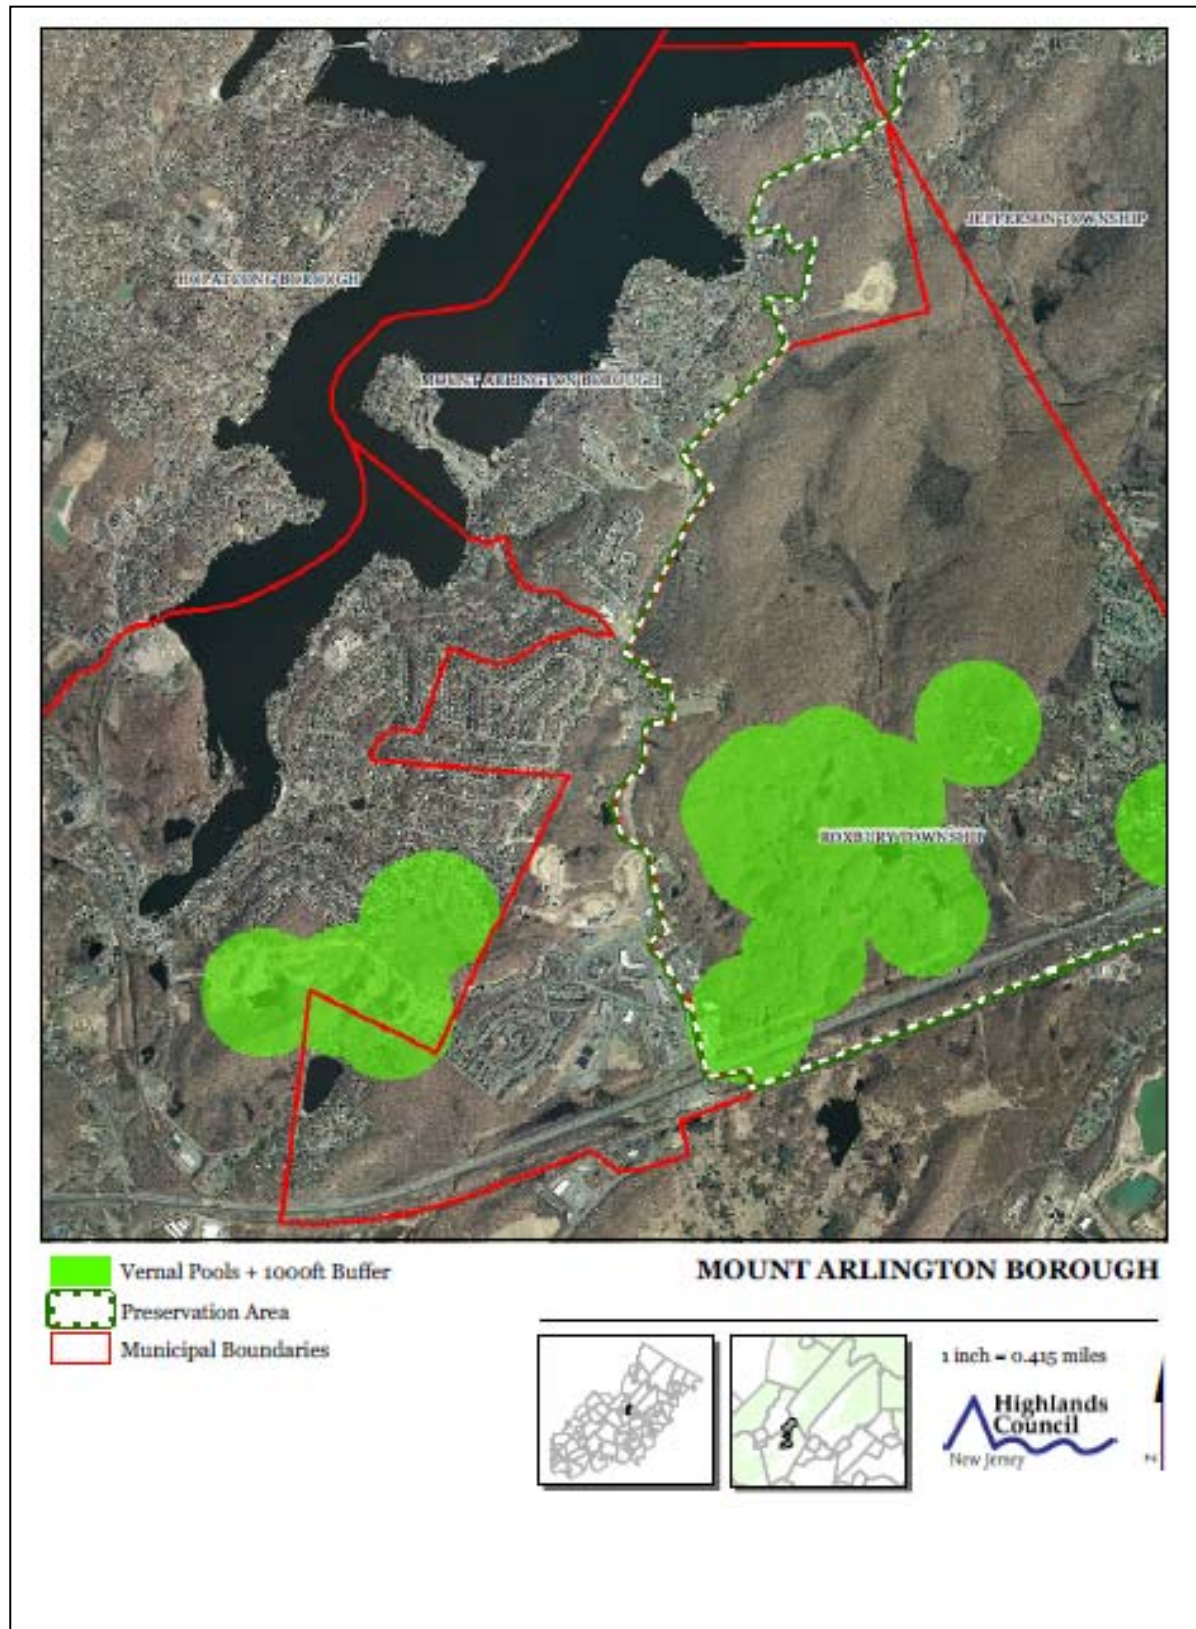 JEFFERSON TOWNSHIP
HOPATCONG BOROUGH
MOUNT ARLINGTON BOROUGH
ROXBURY TOWNSHIP
Vernal Pools + 1000ft Buffer
Preservation Area
Municipal Boundaries
MOUNT ARLINGTON BOROUGH
1 inch = 0.415 miles
Highlands
Council
New Jersey
N